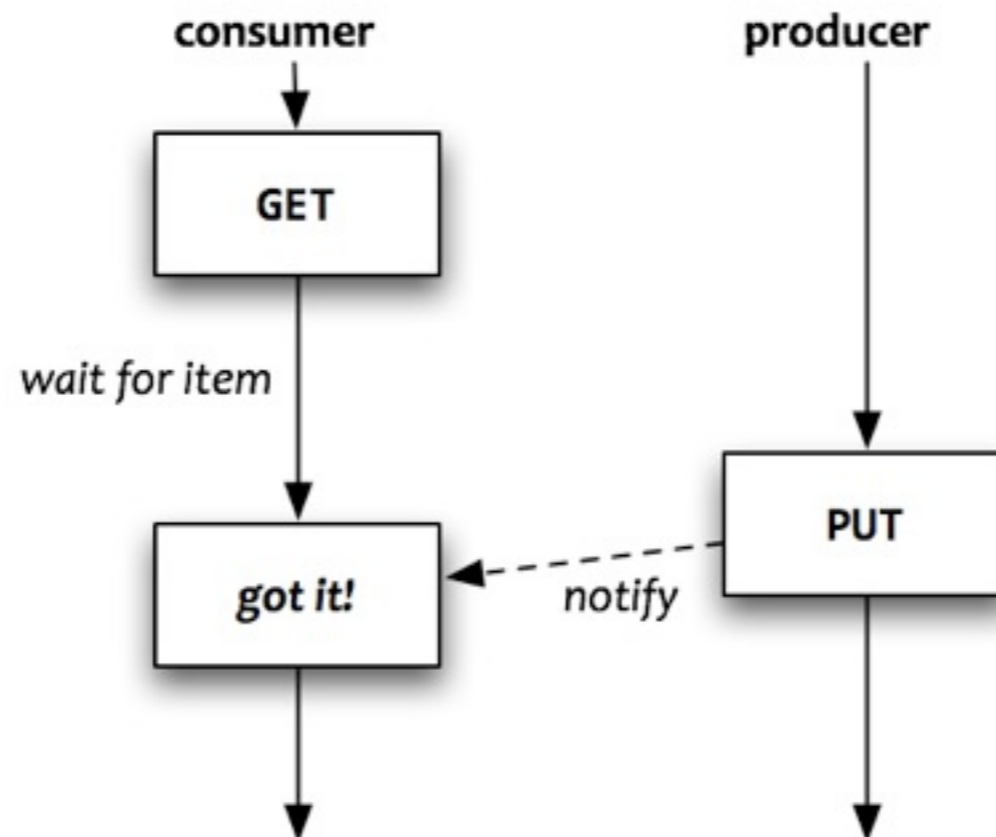 consumer
producer
GET
wait for item
PUT
got it!
notify